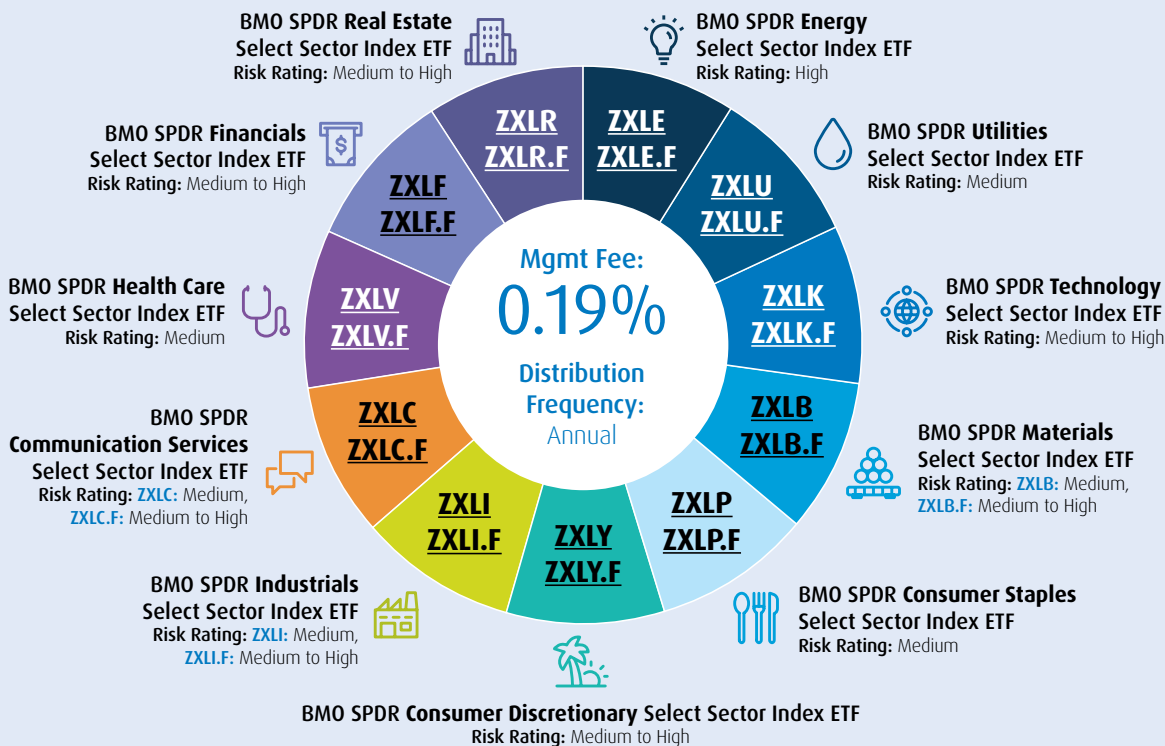 BMO SPDR Real Estate
Select Sector Index ETF
Risk Rating: Medium to High
BMO SPDR Energy
Select Sector Index ETF
Risk Rating: High
BMO SPDR Financials
Select Sector Index ETF
Risk Rating: Medium to High
BMO SPDR Utilities
Select Sector Index ETF
Risk Rating: Medium
BMO SPDR Health Care
Select Sector Index ETF
Risk Rating: Medium
BMO SPDR Technology
Select Sector Index ETF
Risk Rating: Medium to High
BMO SPDR
Communication Services
Select Sector Index ETF
Risk Rating: ZXLC: Medium,
ZXLC.F: Medium to High
BMO SPDR Materials
Select Sector Index ETF
Risk Rating: ZXLB: Medium,
ZXLB.F: Medium to High
BMO SPDR Industrials
Select Sector Index ETF
Risk Rating: ZXLI: Medium,
ZXLI.F: Medium to High
BMO SPDR Consumer Staples
Select Sector Index ETF
Risk Rating: Medium
BMO SPDR Consumer Discretionary Select Sector Index ETF
Risk Rating: Medium to High
ZXLR
ZXLR.F
ZXLE
ZXLE.F
ZXLF
ZXLF.F
ZXLU
ZXLU.F
ZXLV
ZXLV.F
ZXLK
ZXLK.F
ZXLC
ZXLC.F
ZXLB
ZXLB.F
ZXLI
ZXLI.F
ZXLY
ZXLY.F
ZXLP
ZXLP.F
Mgmt Fee:
0.19%
Distribution
Frequency:
Annual
$